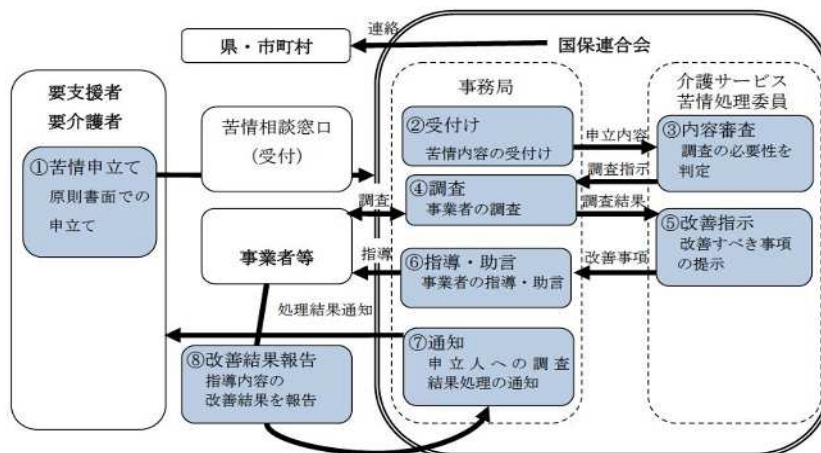 県・市町村
連絡
国保連合会
要支援者
要介護者
①苦情申立て
原則書面での
申立て
苦情相談窓口
(受付)
事務局
②受付け
苦情内容の受付け
申立内容
介護サービス
苦情処理委員
③内容審査
調査の必要性を
判定
調査指示
④調査
事業者の調査
調査
調査結果
⑤改善指示
改善すべき事項
の提示
改善事項
⑥指導・助言
事業者の指導・助言
指導
事業者等
処理結果通知
⑦通知
申立人への調査
結果処理の通知
⑧改善結果報告
指導内容の
改善結果を報告